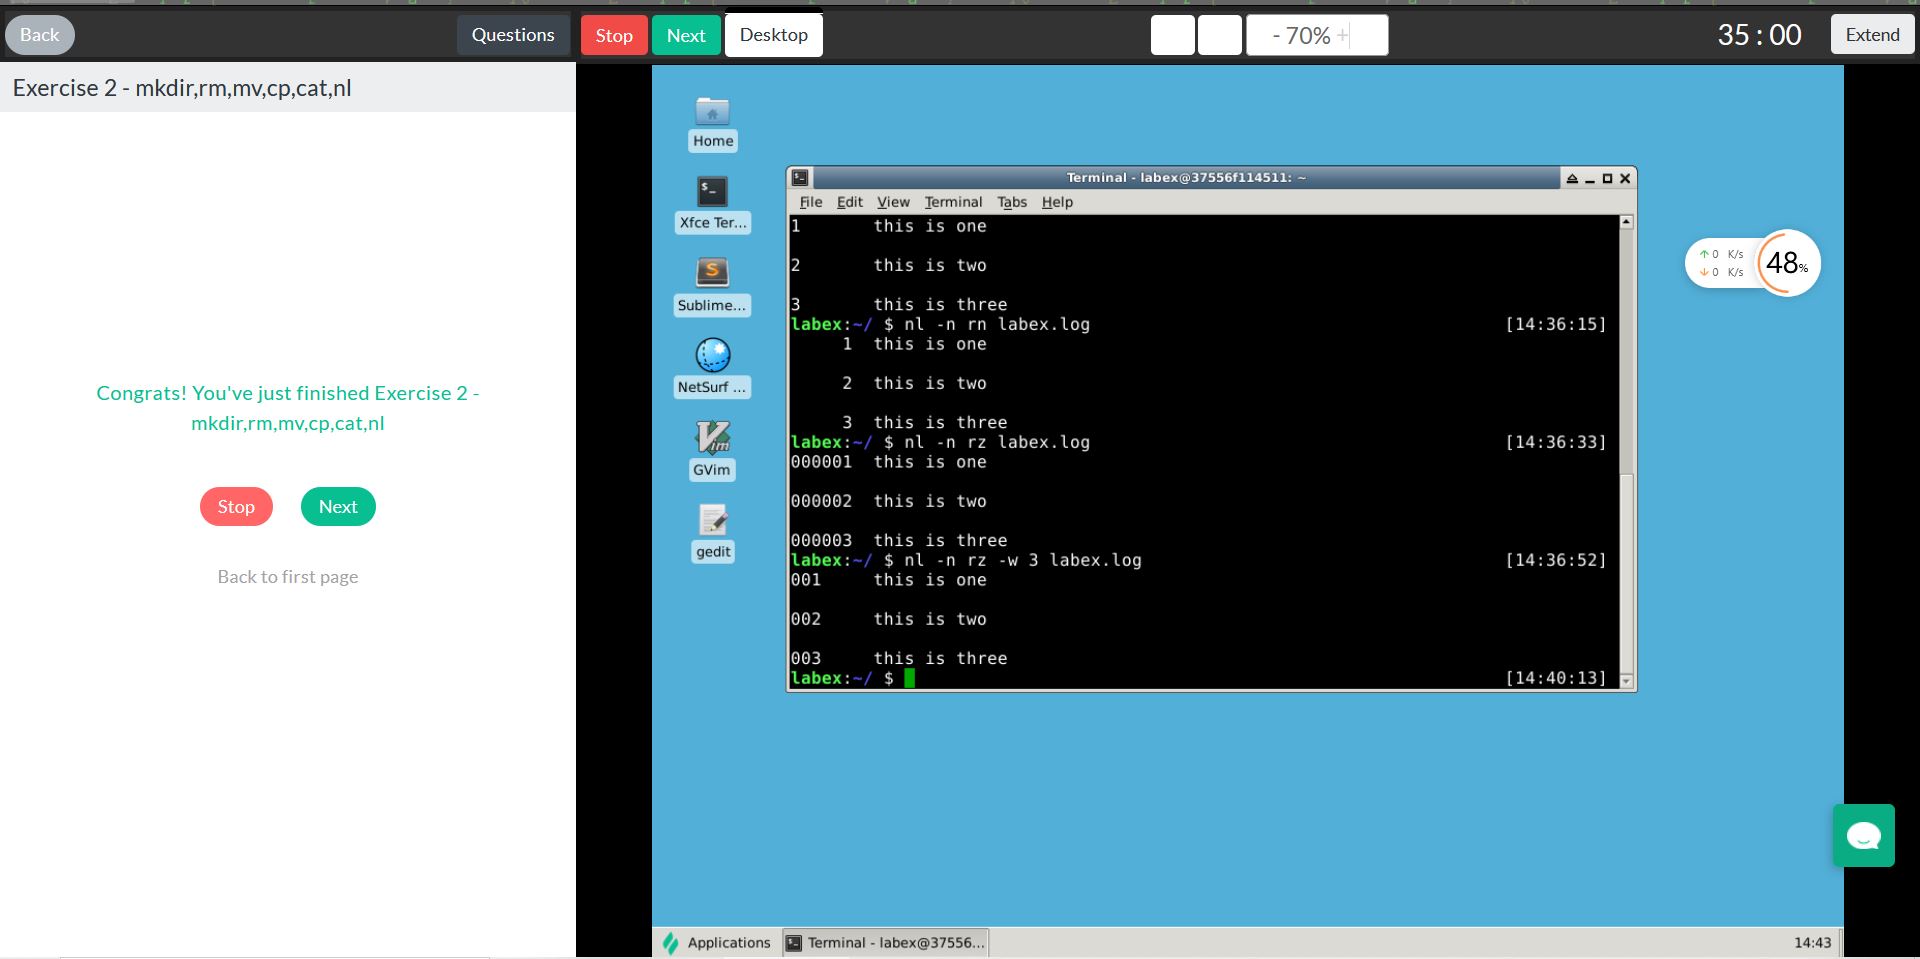 Back
Questions
Stop
Next
Desktop
- 70% +
35 : 00
Extend
Exercise 2 - mkdir,rm,mv,cp,cat,nl
Congrats! You've just finished Exercise 2 -
mkdir,rm,mv,cp,cat,nl
Stop
Next
Back to first page
Home
Xfce Ter...
Sublime...
NetSurf ...
GVim
gedit
Terminal - labex@37556f114511: ~
File Edit View Terminal Tabs Help
1 this is one
2 this is two
3 this is three
labex:~/ $ nl -n rn labex.log [14:36:15]
1 this is one
2 this is two
3 this is three
labex:~/ $ nl -n rz labex.log [14:36:33]
000001 this is one
000002 this is two
000003 this is three
labex:~/ $ nl -n rz -w 3 labex.log [14:36:52]
001 this is one
002 this is two
003 this is three
labex:~/ $ [14:40:13]
↑ 0 K/s
↓ 0 K/s
48%
Applications
Terminal - labex@37556...
14:43